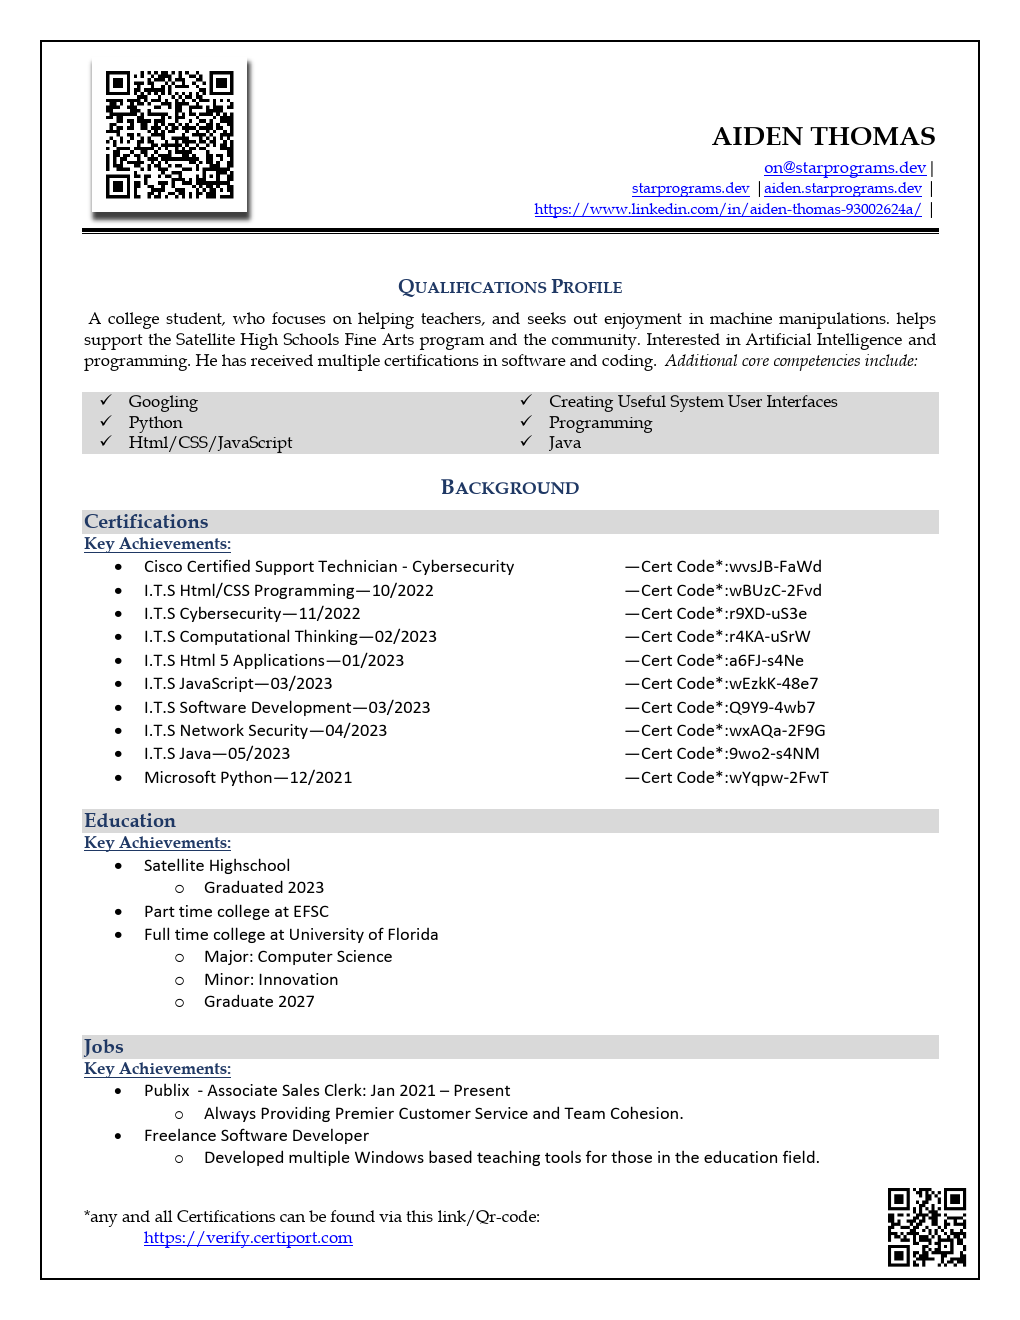 AIDEN THOMAS
on@starprograms.dev |
starprograms.dev | aiden.starprograms.dev |
https://www.linkedin.com/in/aiden-thomas-93002624a/ |
QUALIFICATIONS PROFILE
A college student, who focuses on helping teachers, and seeks out enjoyment in machine manipulations. helps
support the Satellite High Schools Fine Arts program and the community. Interested in Artificial Intelligence and
programming. He has received multiple certifications in software and coding. Additional core competencies include:
✓ Googling
✓ Python
✓ Html/CSS/JavaScript
✓ Creating Useful System User Interfaces
✓ Programming
✓ Java
BACKGROUND
Certifications
Key Achievements:
• Cisco Certified Support Technician - Cybersecurity —Cert Code*:wvsJB-FaWd
• I.T.S Html/CSS Programming—10/2022 —Cert Code*:wBUzC-2Fvd
• I.T.S Cybersecurity—11/2022 —Cert Code*:r9XD-uS3e
• I.T.S Computational Thinking—02/2023 —Cert Code*:r4KA-uSrW
• I.T.S Html 5 Applications—01/2023 —Cert Code*:a6FJ-s4Ne
• I.T.S JavaScript—03/2023 —Cert Code*:wEzkK-48e7
• I.T.S Software Development—03/2023 —Cert Code*:Q9Y9-4wb7
• I.T.S Network Security—04/2023 —Cert Code*:wxAQa-2F9G
• I.T.S Java—05/2023 —Cert Code*:9wo2-s4NM
• Microsoft Python—12/2021 —Cert Code*:wYqpw-2FwT
Education
Key Achievements:
• Satellite Highschool
o Graduated 2023
• Part time college at EFSC
• Full time college at University of Florida
o Major: Computer Science
o Minor: Innovation
o Graduate 2027
Jobs
Key Achievements:
• Publix - Associate Sales Clerk: Jan 2021 – Present
o Always Providing Premier Customer Service and Team Cohesion.
• Freelance Software Developer
o Developed multiple Windows based teaching tools for those in the education field.
*any and all Certifications can be found via this link/Qr-code:
https://verify.certiport.com